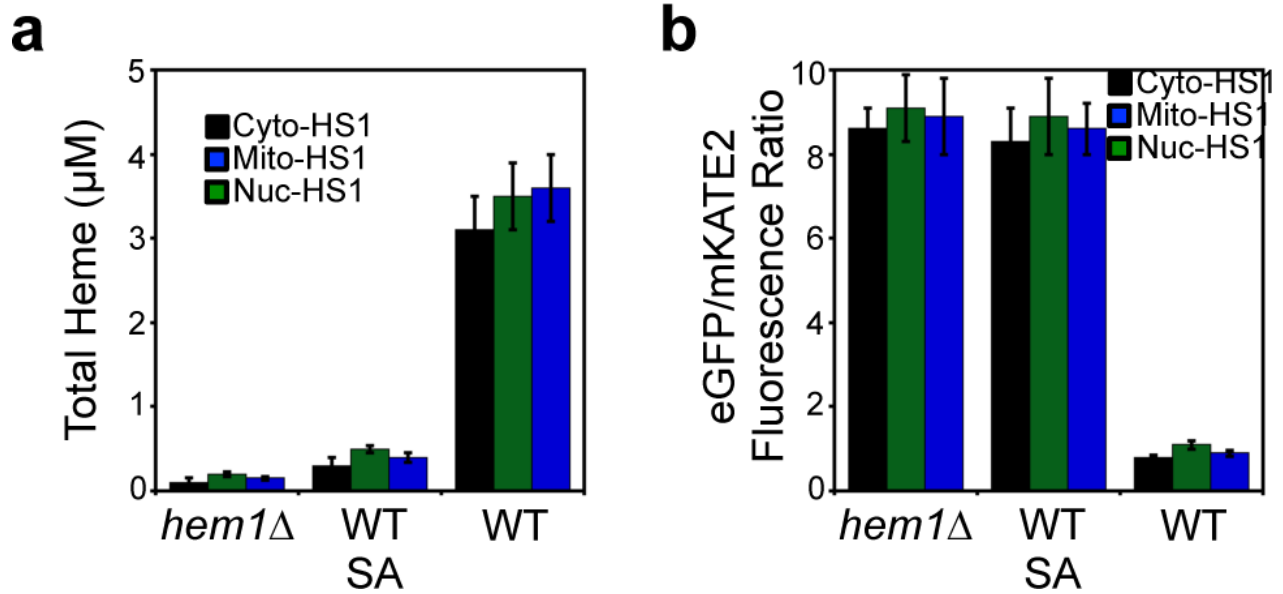 a
Total Heme (µM)
5
4
3
2
1
0
Cyto-HS1
Mito-HS1
Nuc-HS1
hem1Δ
WT
SA
WT
b
eGFP/mKATE2
Fluorescence Ratio
10
8
6
4
2
0
Cyto-HS1
Mito-HS1
Nuc-HS1
hem1Δ
WT
SA
WT